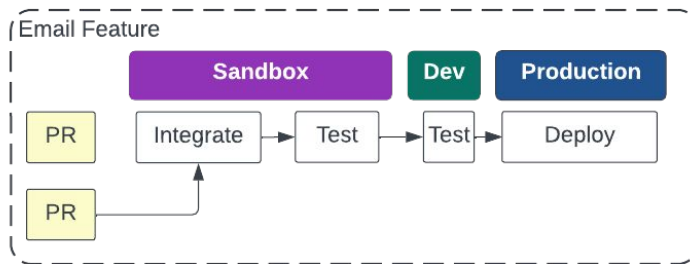 Email Feature
Sandbox Dev Production
PR Integrate Test Test Deploy
PR